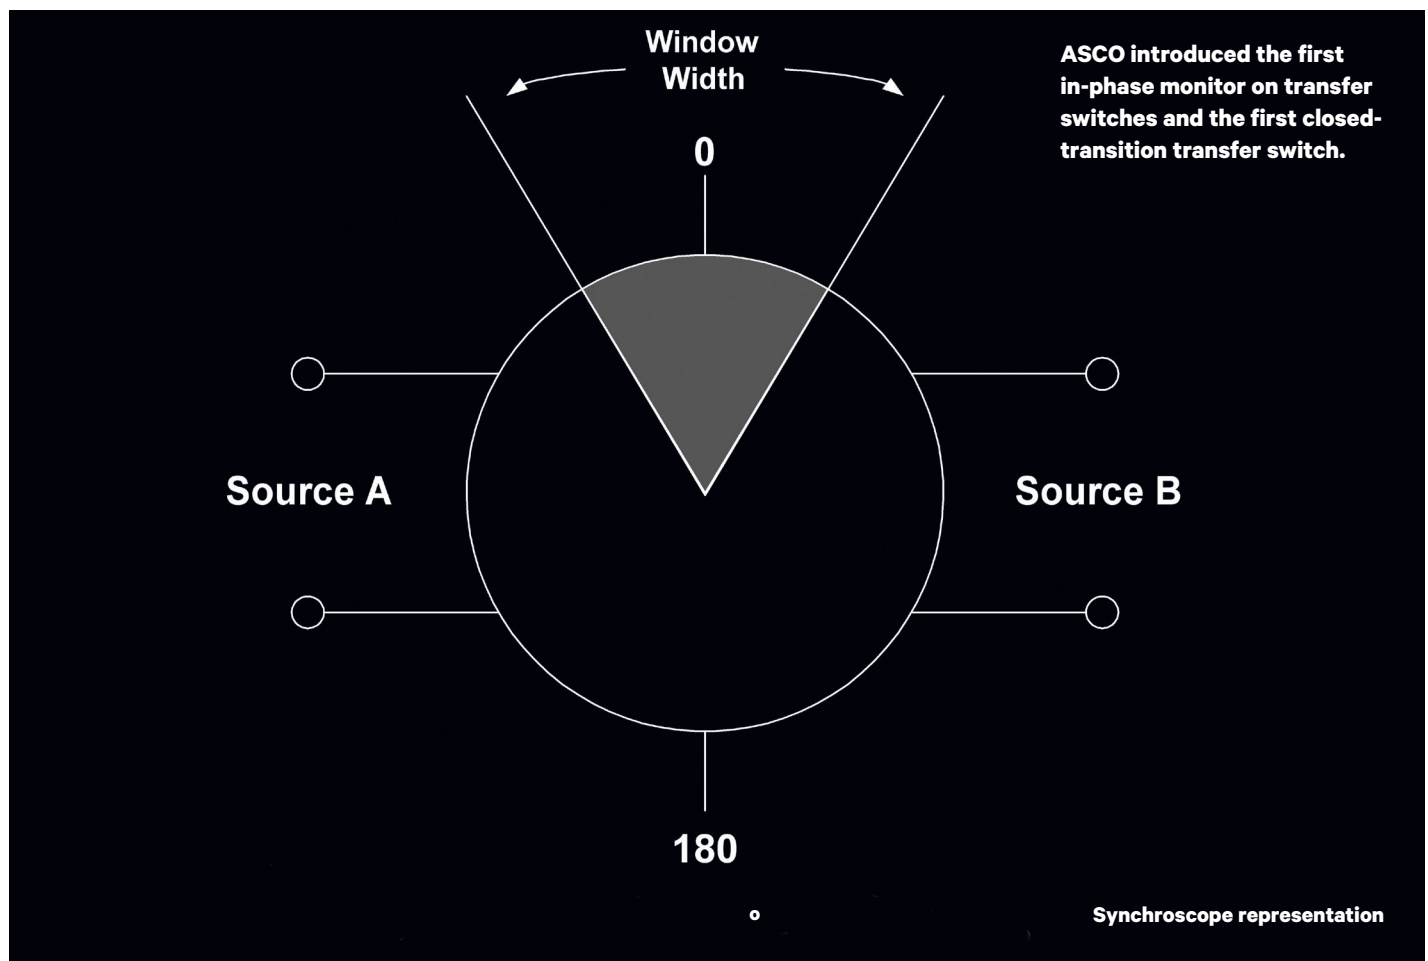 Window
Width
ASCO introduced the first
in-phase monitor on transfer
switches and the first closed-
transition transfer switch.
0
Source A
Source B
180
o
Synchroscope representation